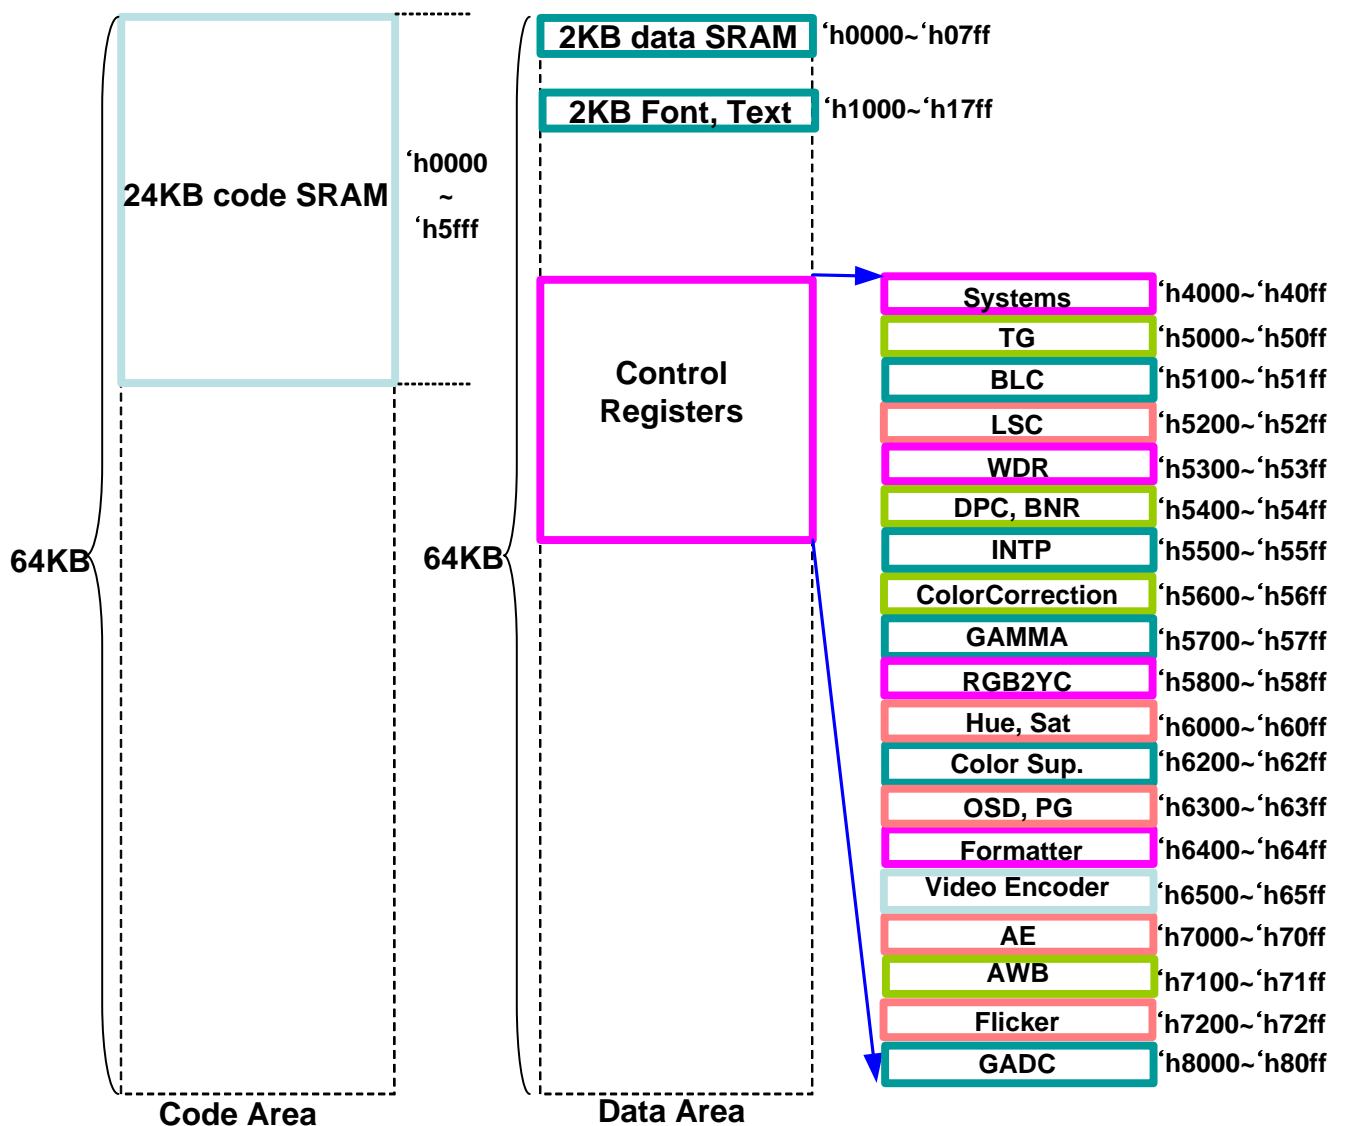 2KB data SRAM
‘h0000~‘h07ff
2KB Font, Text
‘h1000~‘h17ff
24KB code SRAM
‘h0000
~
‘h5fff
Control
Registers
64KB
64KB
Systems
‘h4000~‘h40ff
TG
‘h5000~‘h50ff
BLC
‘h5100~‘h51ff
LSC
‘h5200~‘h52ff
WDR
‘h5300~‘h53ff
DPC, BNR
‘h5400~‘h54ff
INTP
‘h5500~‘h55ff
ColorCorrection
‘h5600~‘h56ff
GAMMA
‘h5700~‘h57ff
RGB2YC
‘h5800~‘h58ff
Hue, Sat
‘h6000~‘h60ff
Color Sup.
‘h6200~‘h62ff
OSD, PG
‘h6300~‘h63ff
Formatter
‘h6400~‘h64ff
Video Encoder
‘h6500~‘h65ff
AE
‘h7000~‘h70ff
AWB
‘h7100~‘h71ff
Flicker
‘h7200~‘h72ff
GADC
‘h8000~‘h80ff
Code Area
Data Area